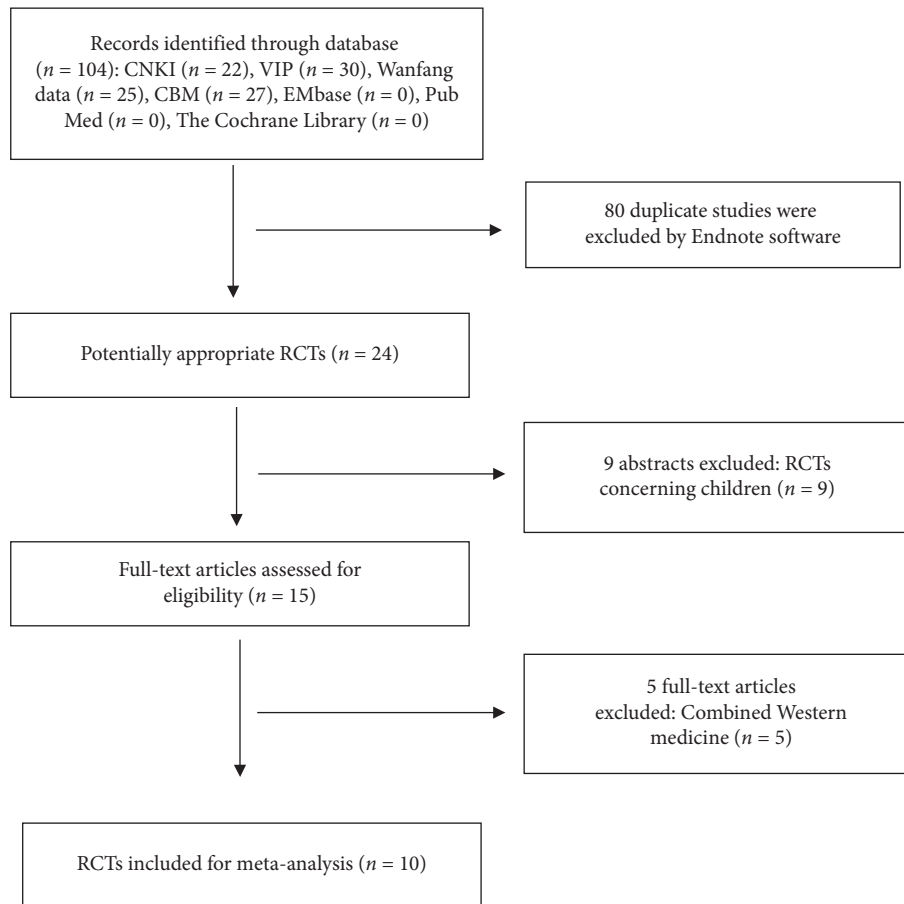 Records identified through database
(n = 104): CNKI (n = 22), VIP (n = 30), Wanfang
data (n = 25), CBM (n = 27), EMbase (n = 0), Pub
Med (n = 0), The Cochrane Library (n = 0)
80 duplicate studies were
excluded by Endnote software
Potentially appropriate RCTs (n = 24)
9 abstracts excluded: RCTs
concerning children (n = 9)
Full-text articles assessed for
eligibility (n = 15)
5 full-text articles
excluded: Combined Western
medicine (n = 5)
RCTs included for meta-analysis (n = 10)